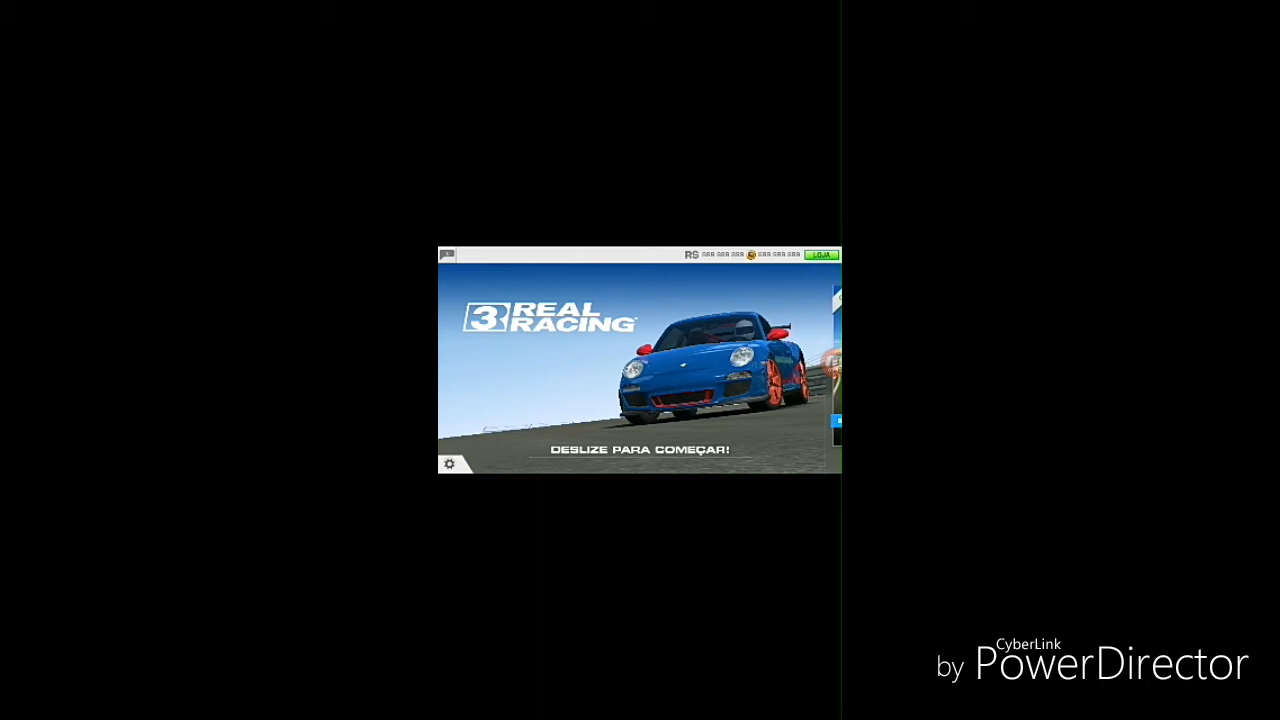 R$ LOJA
3 REAL
RACING
DESLIZE PARA COMEÇAR!
CyberLink
by PowerDirector